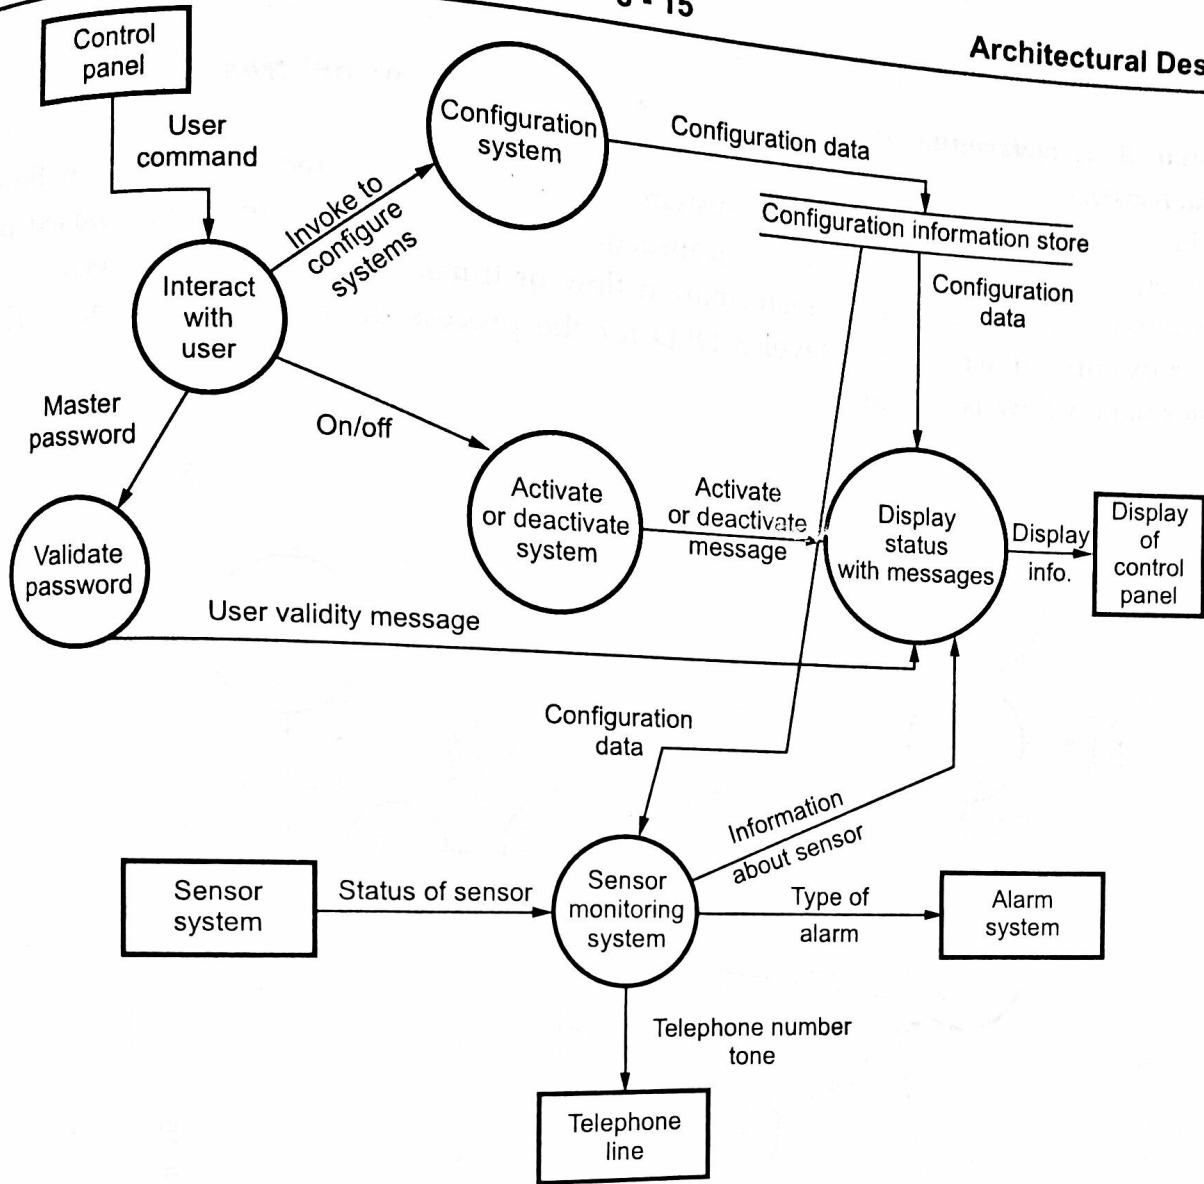 - 15
Architectural Des
Control
panel
User
command
Configuration
system
Configuration data
Invoke to
configure
systems
Configuration information store
Interact
with
user
Configuration
data
Master
password
On/off
Activate
or deactivate
system
Activate
or deactivate
message
Display
status
with messages
Display
info.
Display
of
control
panel
Validate
password
User validity message
Configuration
data
Information
about sensor
Sensor
system
Status of sensor
Sensor
monitoring
system
Type of
alarm
Alarm
system
Telephone number
tone
Telephone
line